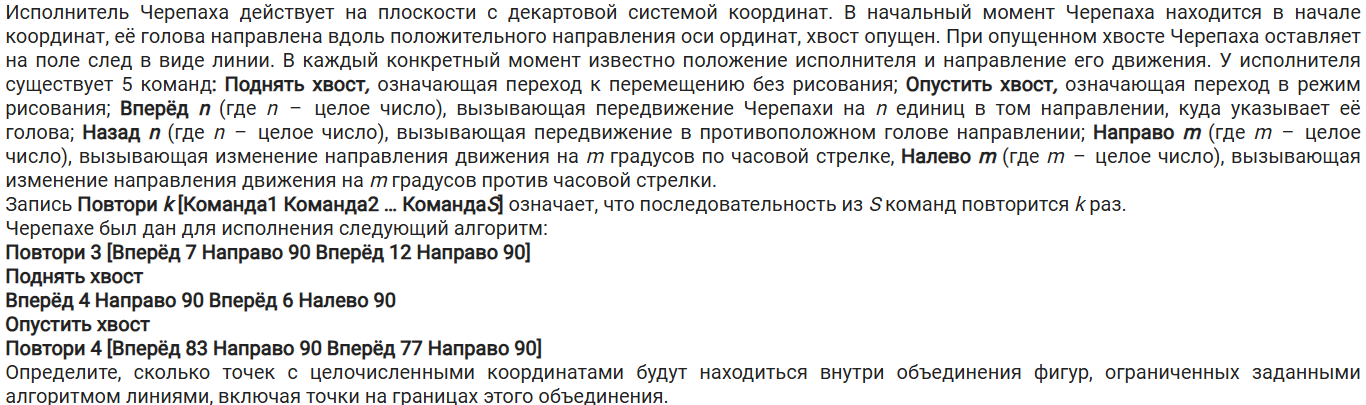 Исполнитель Черепаха действует на плоскости с декартовой системой координат. В начальный момент Черепаха находится в начале
координат, её голова направлена вдоль положительного направления оси ординат, хвост опущен. При опущенном хвосте Черепаха оставляет
на поле след в виде линии. В каждый конкретный момент известно положение исполнителя и направление его движения. У исполнителя
существует 5 команд: Поднять хвост, означающая переход к перемещению без рисования; Опустить хвост, означающая переход в режим
рисования; Вперёд n (где n – целое число), вызывающая передвижение Черепахи на n единиц в том направлении, куда указывает её
голова; Назад n (где n – целое число), вызывающая передвижение в противоположном голове направлении; Направо m (где m – целое
число), вызывающая изменение направления движения на m градусов по часовой стрелке, Налево m (где m – целое число), вызывающая
изменение направления движения на m градусов против часовой стрелки.
Запись Повтори k [Команда1 Команда2 … КомандаS] означает, что последовательность из S команд повторится k раз.
Черепахе был дан для исполнения следующий алгоритм:
Повтори 3 [Вперёд 7 Направо 90 Вперёд 12 Направо 90]
Поднять хвост
Вперёд 4 Направо 90 Вперёд 6 Налево 90
Опустить хвост
Повтори 4 [Вперёд 83 Направо 90 Вперёд 77 Направо 90]
Определите, сколько точек с целочисленными координатами будут находиться внутри объединения фигур, ограниченных заданными
алгоритмом линиями, включая точки на границах этого объединения.